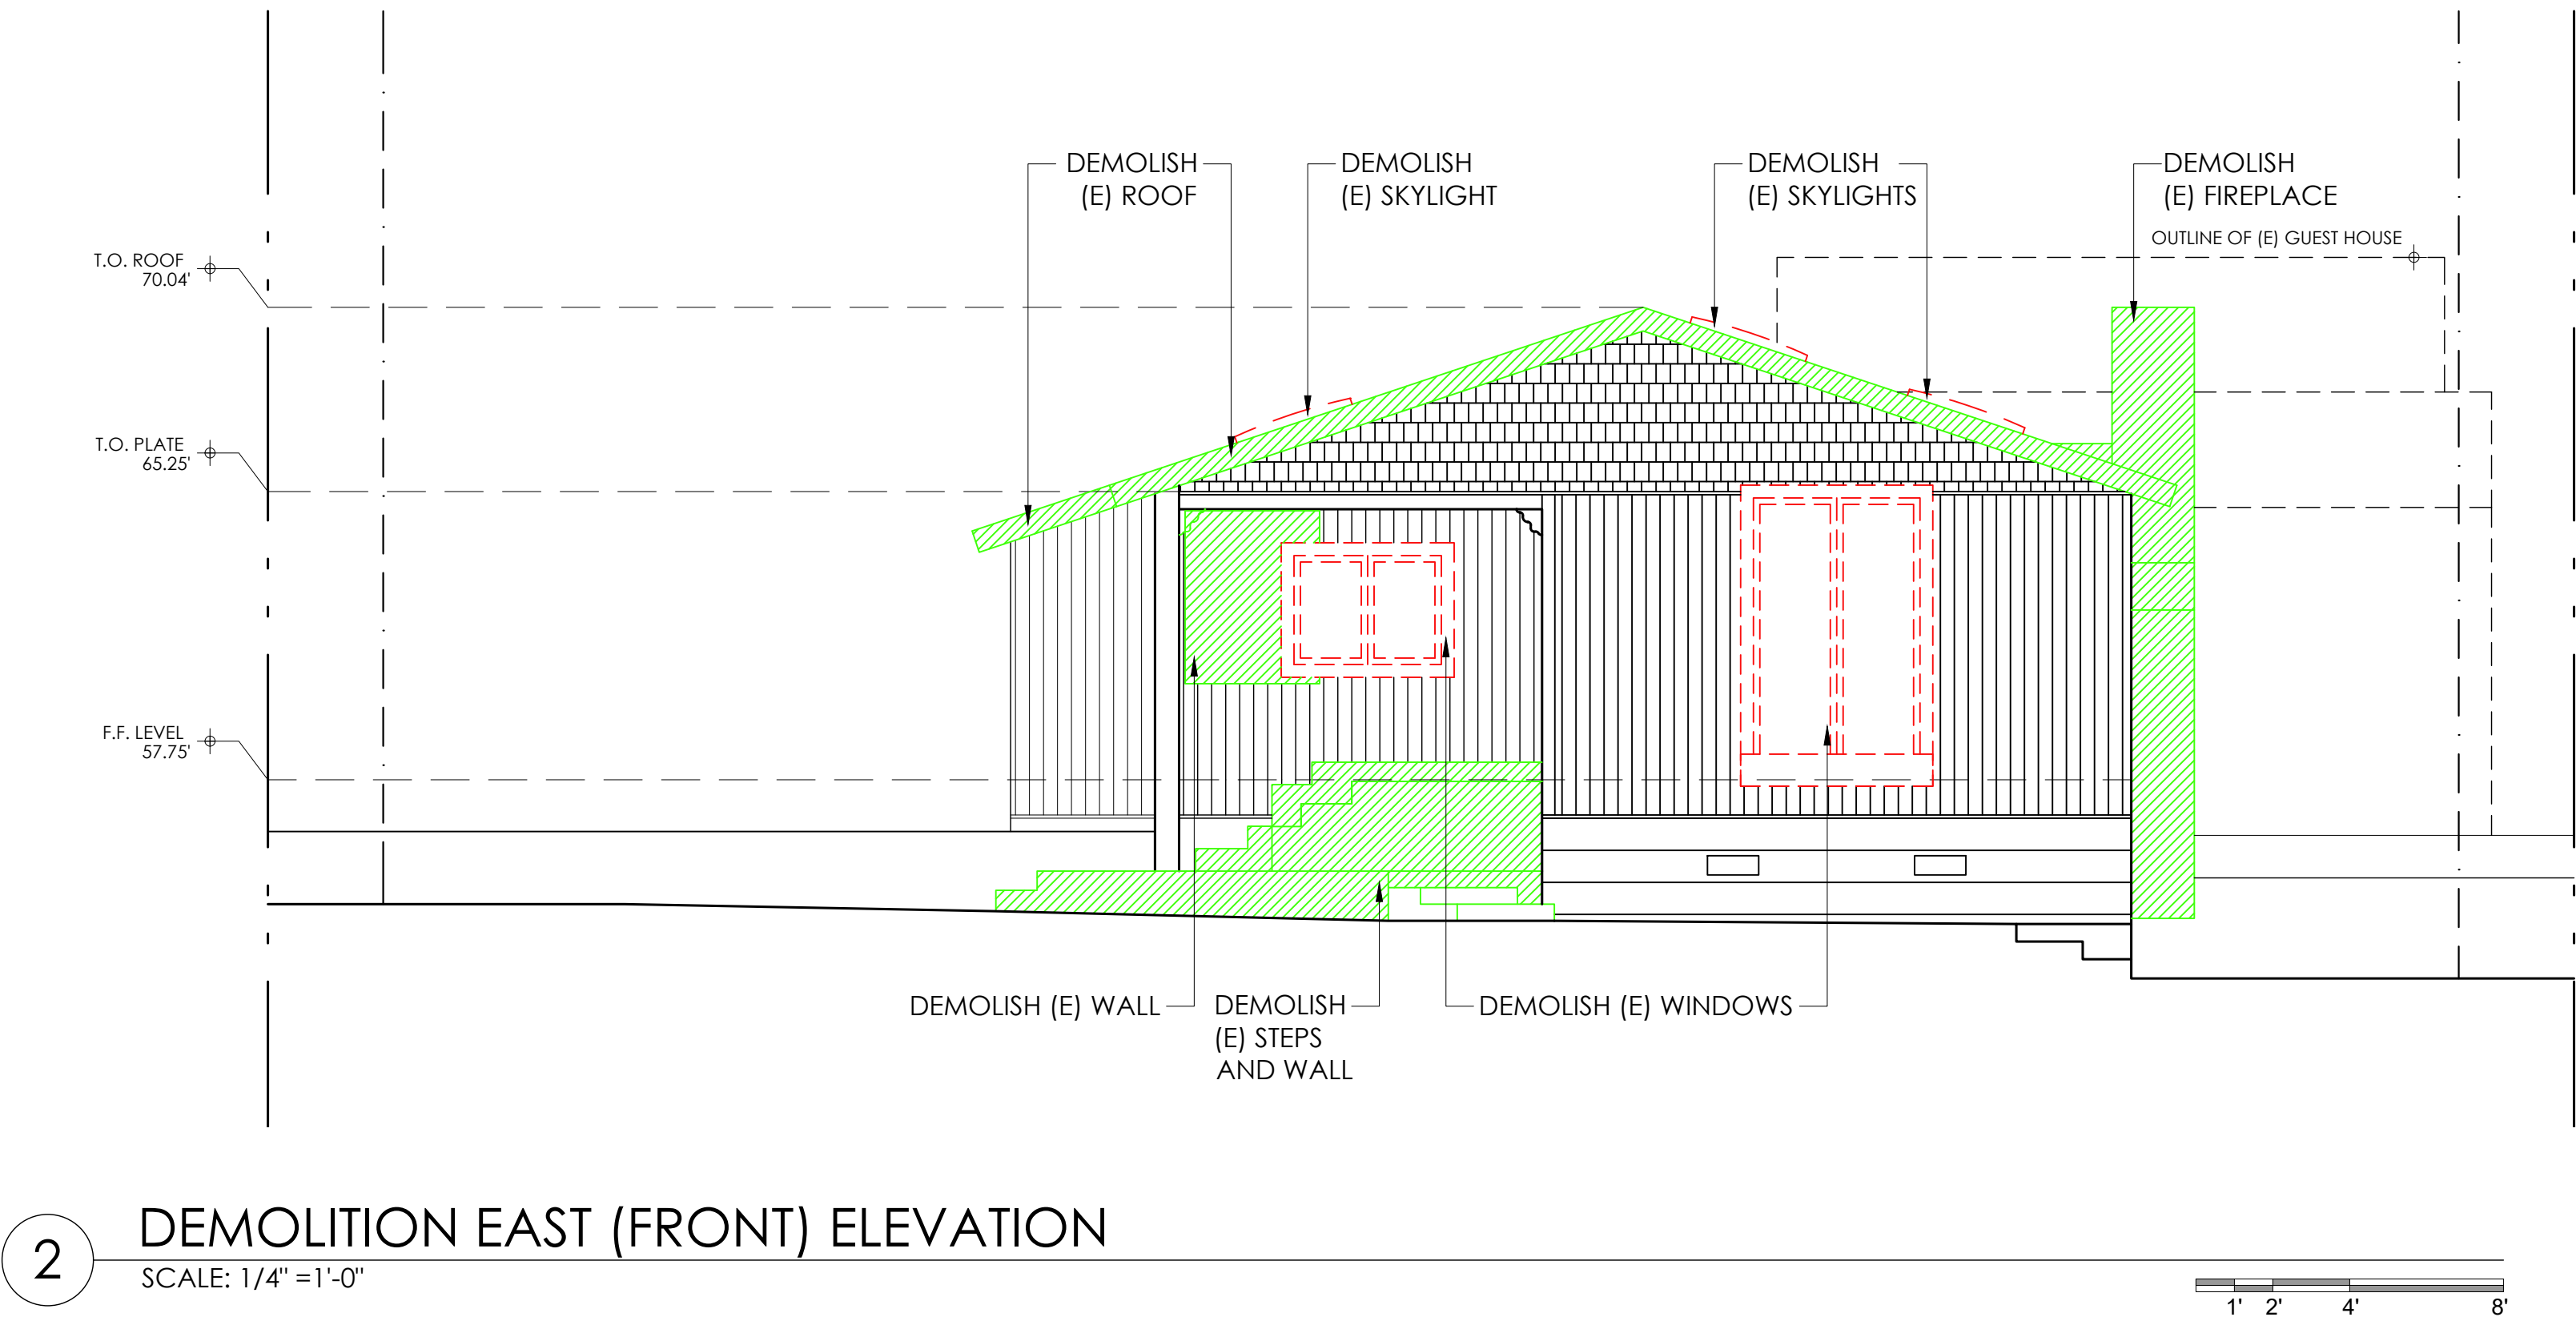 DEMOLISH
(E) ROOF
DEMOLISH
(E) SKYLIGHT
DEMOLISH
(E) SKYLIGHTS
DEMOLISH
(E) FIREPLACE
OUTLINE OF (E) GUEST HOUSE
T.O. ROOF
70.04'
T.O. PLATE
65.25'
F.F. LEVEL
57.75'
DEMOLISH (E) WALL
DEMOLISH
(E) STEPS
AND WALL
DEMOLISH (E) WINDOWS
2
DEMOLITION EAST (FRONT) ELEVATION
SCALE: 1/4" =1'-0"
1' 2' 4' 8'